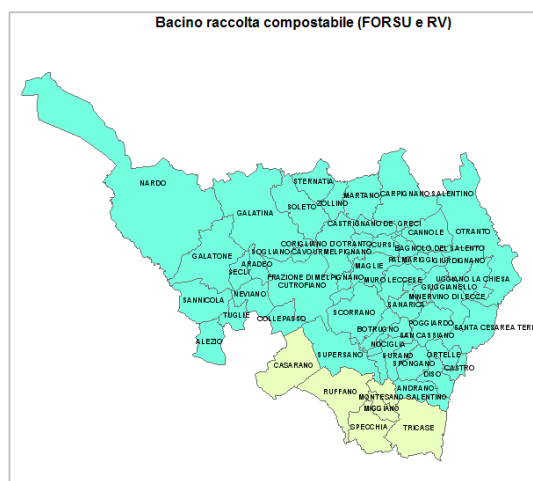 Bacino raccolta compostabile (FORSU e RV)
STERNATIA
NARDO
MARTANO
CARPIGNANO SALENTINO
ZOLLINO
SOLETO
GALATINA
CASTRIGNANO DE' GRECI
CANNOLE
OTRANTO
CORIGLIANO D'OTRANTO
CURSI
SOGLIANO CAVOUR
MELPIGNANO
BAGNOLO DEL SALENTO
GALATONE
PALMARIGGI
GIURDIGNANO
ARADEO
MAGLIE
SECLI
FRAZIONE DI MELPIGNANO
MURO LECCESE
UGGIANO LA CHIESA
CUTROFIANO
GIUGGIANELLO
NEVIANO
MINERVINO DI LECCE
SANNICOLA
SANARICA
TUGLIE
COLLEPASSO
SCORRANO
POGGIARDO
BOTRUGNO
SANTA CESAREA TERI
SAN CASSIANO
ALEZIO
NOCIGLIA
SUPERSANO
SURANO
ORTELLE
CASARANO
SPONGANO
CASTRO
DISO
RUFFANO
ANDRANO
MONTESANO SALENTINO
MIGGIANO
SPECCHIA
TRICASE